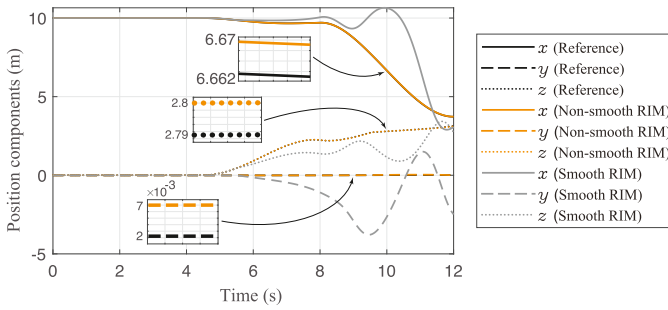 10
5
0
-5
Position components (m)
0
2
4
6
8
10
12
Time (s)
6.67
6.662
2.8
2.79
×10⁻³
7
2
x (Reference)
y (Reference)
z (Reference)
x (Non-smooth RIM)
y (Non-smooth RIM)
z (Non-smooth RIM)
x (Smooth RIM)
y (Smooth RIM)
z (Smooth RIM)